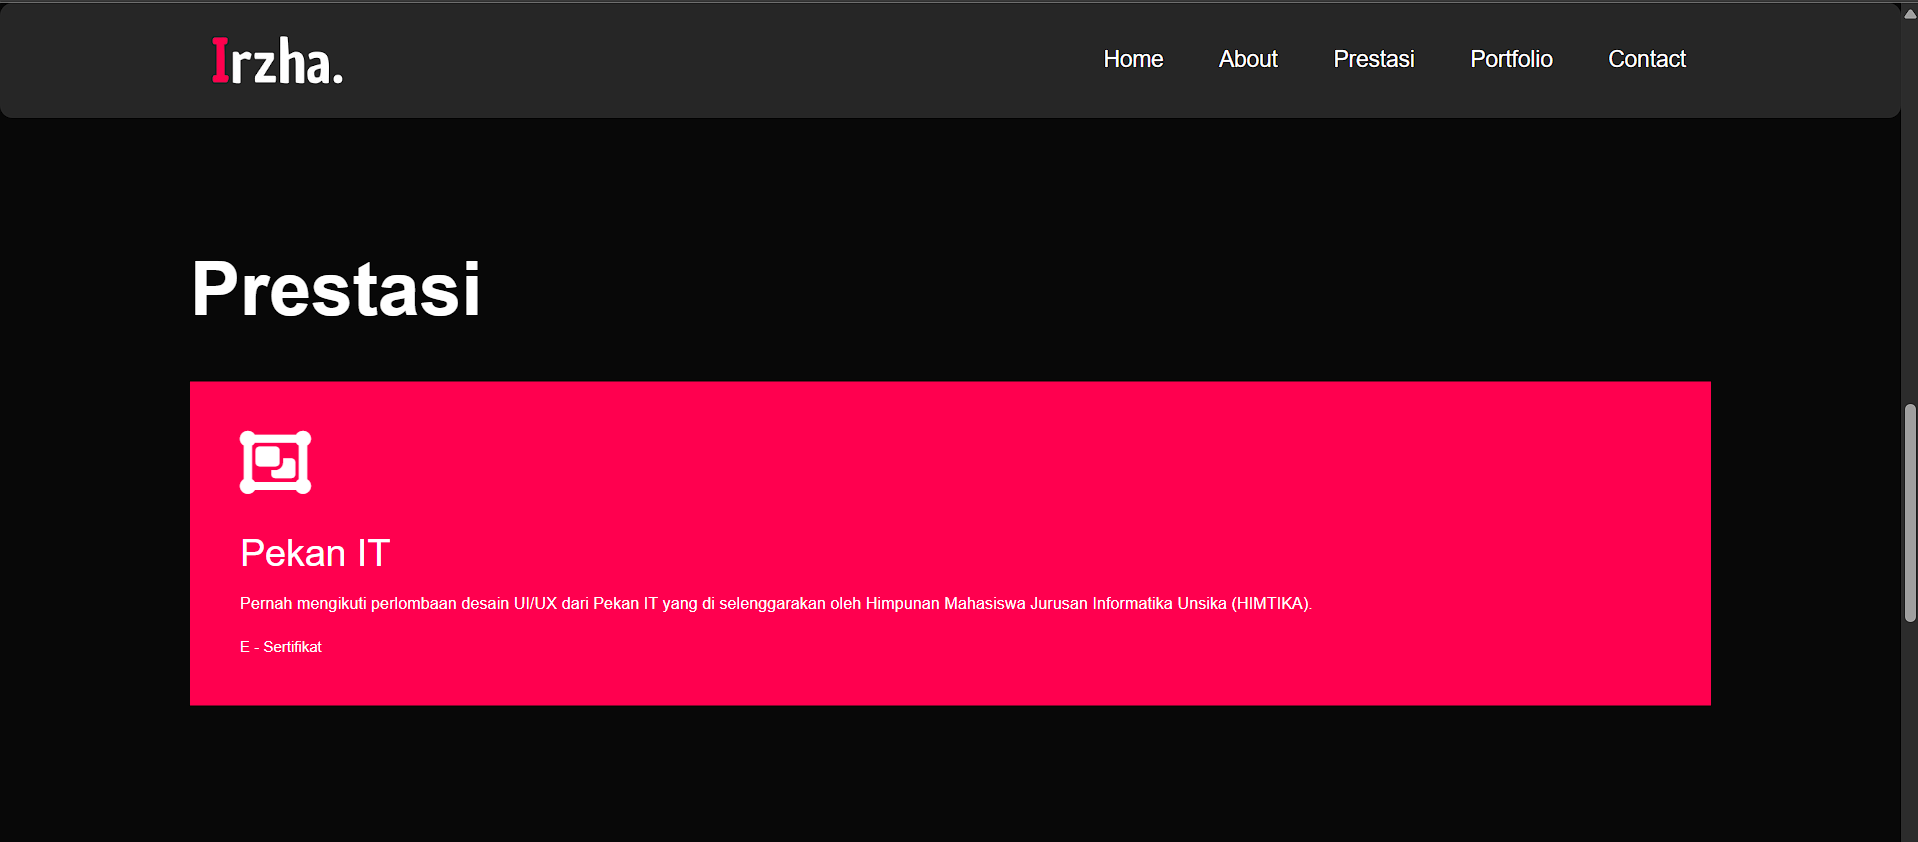 Irzha.
Home About Prestasi Portfolio Contact
Prestasi
Pekan IT
Pernah mengikuti perlombaan desain UI/UX dari Pekan IT yang di selenggarakan oleh Himpunan Mahasiswa Jurusan Informatika Unsika (HIMTIKA).
E - Sertifikat